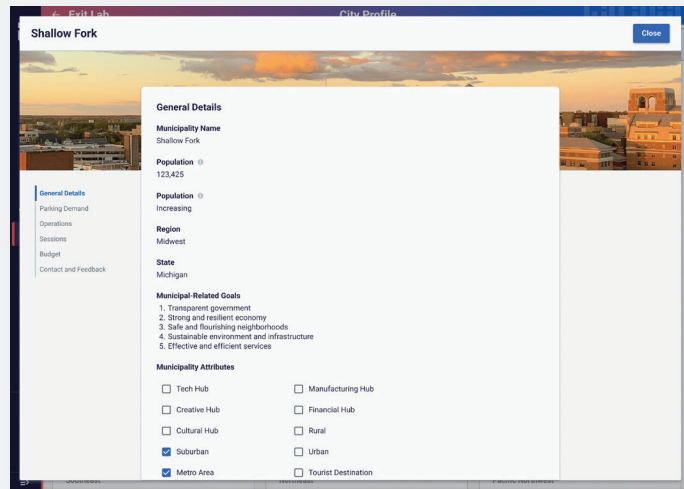 ← Exit Lab
City Profile
Shallow Fork
Close
General Details
Parking Demand
Operations
Sessions
Budget
Contact and Feedback
General Details
Municipality Name
Shallow Fork
Population
123,425
Population
Increasing
Region
Midwest
State
Michigan
Municipal-Related Goals
1. Transparent government
2. Strong and resilient economy
3. Safe and flourishing neighborhoods
4. Sustainable environment and infrastructure
5. Effective and efficient services
Municipality Attributes
Tech Hub
Manufacturing Hub
Creative Hub
Financial Hub
Cultural Hub
Rural
Suburban
Urban
Metro Area
Tourist Destination
Southeast
Northeast
Pacific Northwest